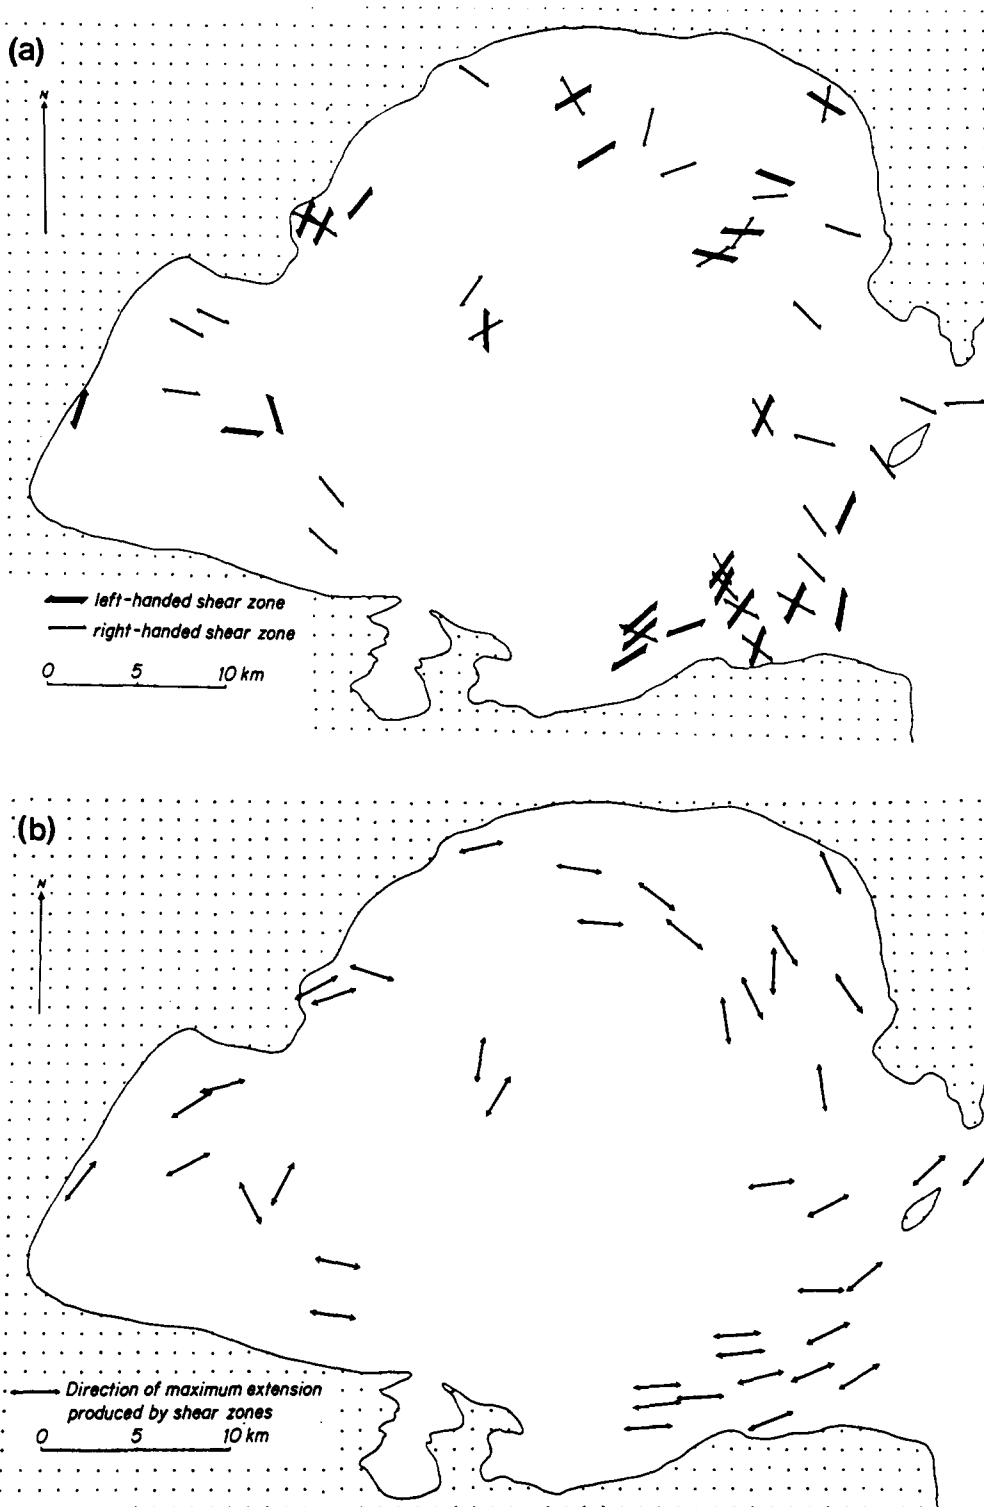 (a)
N
left-handed shear zone
right-handed shear zone
0 5 10 km
(b)
N
Direction of maximum extension
produced by shear zones
0 5 10 km